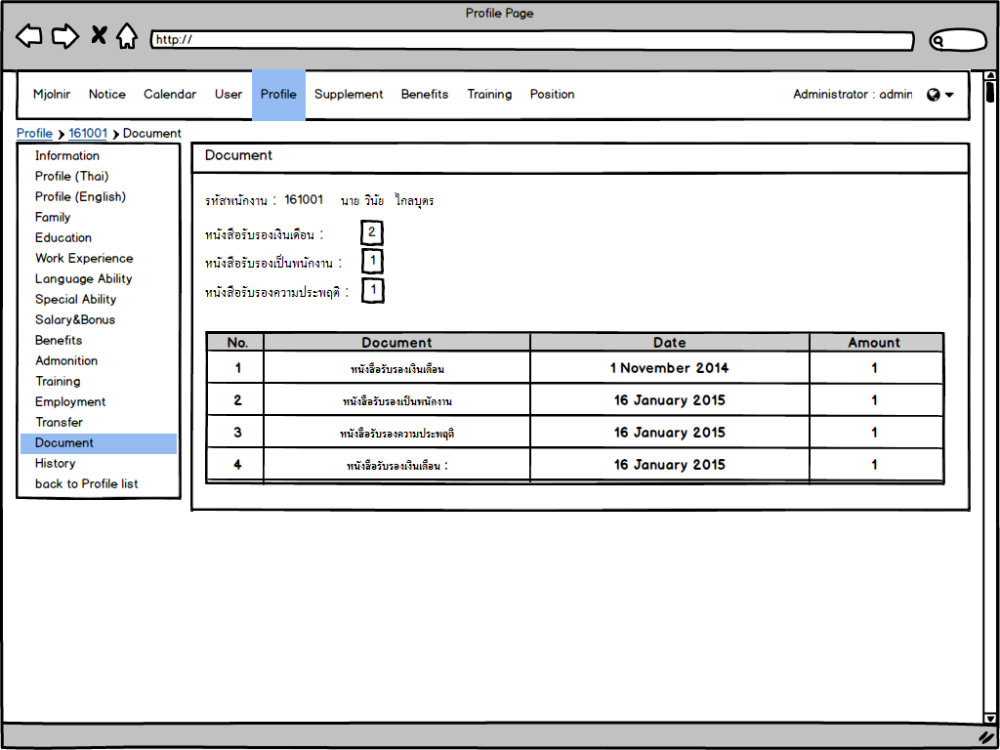 Profile Page
http://
Mjolnir Notice Calendar User Profile Supplement Benefits Training Position Administrator : admin
Profile 161001 Document
Information
Profile (Thai)
Profile (English)
Family
Education
Work Experience
Language Ability
Special Ability
Salary&Bonus
Benefits
Admonition
Training
Employment
Transfer
Document
History
back to Profile list
Document
รหัสพนักงาน : 161001 นาย วินัย ไกลบุตร
หนังสือรับรองเงินเดือน : 2
หนังสือรับรองเป็นพนักงาน : 1
หนังสือรับรองความประพฤติ : 1
No. Document Date Amount
1 หนังสือรับรองเงินเดือน 1 November 2014 1
2 หนังสือรับรองเป็นพนักงาน 16 January 2015 1
3 หนังสือรับรองความประพฤติ 16 January 2015 1
4 หนังสือรับรองเงินเดือน : 16 January 2015 1